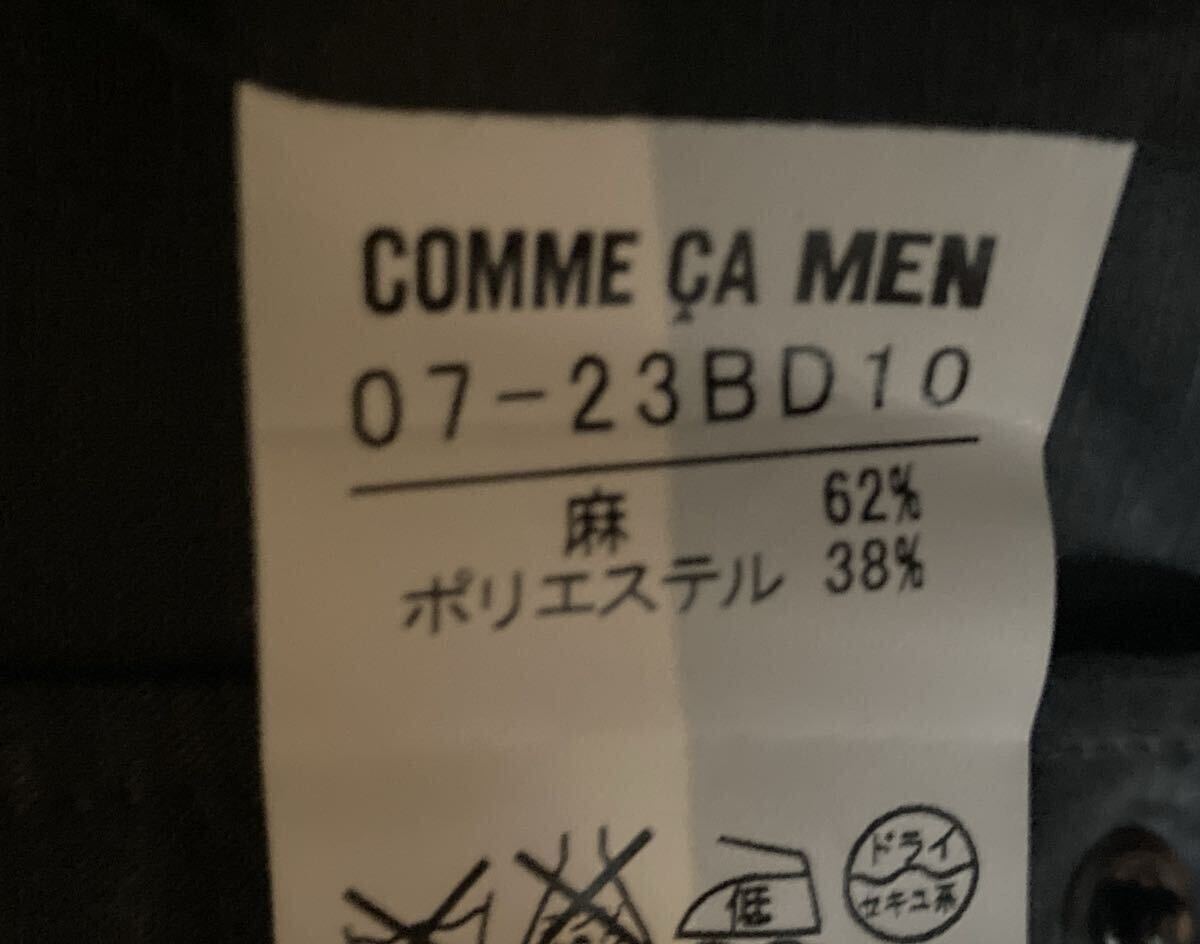 COMME ÇA MEN
07-23BD10
麻 62%
ポリエステル 38%
低
ドライ
セキユ系